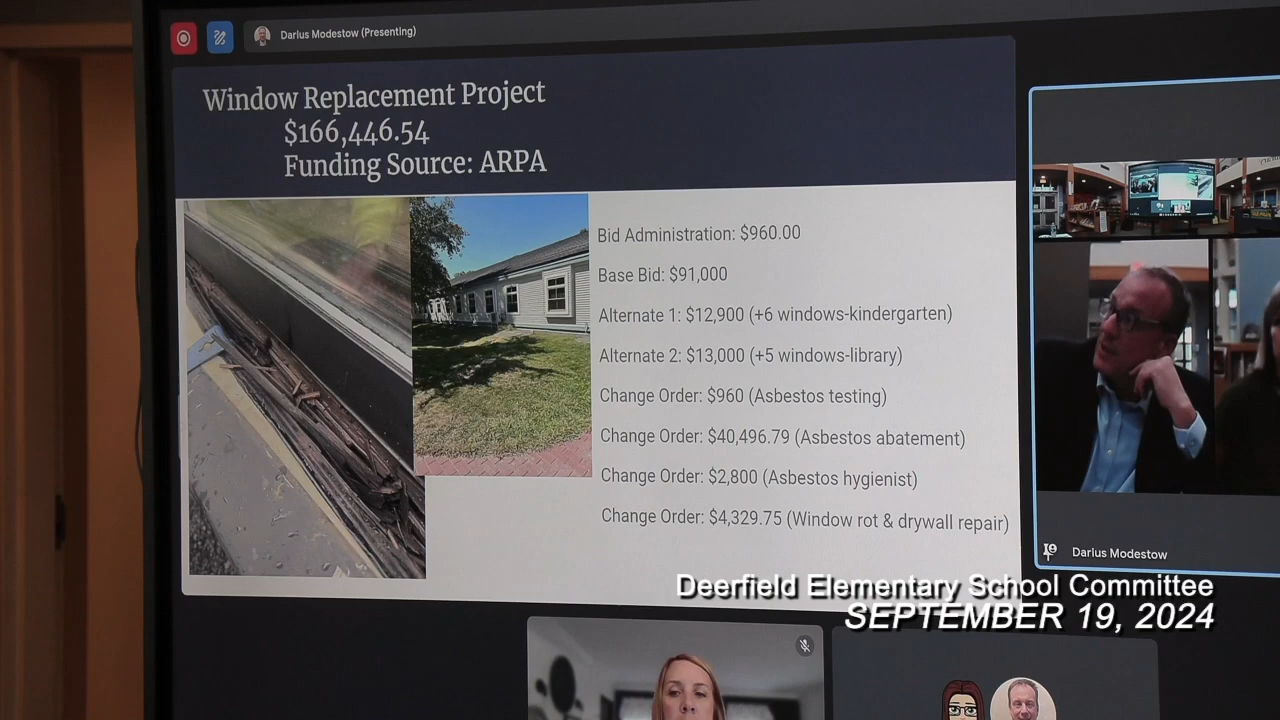 Darius Modestow (Presenting)
Window Replacement Project
$166,446.54
Funding Source: ARPA
Bid Administration: $960.00
Base Bid: $91,000
Alternate 1: $12,900 (+6 windows-kindergarten)
Alternate 2: $13,000 (+5 windows-library)
Change Order: $960 (Asbestos testing)
Change Order: $40,496.79 (Asbestos abatement)
Change Order: $2,800 (Asbestos hygienist)
Change Order: $4,329.75 (Window rot & drywall repair)
Darius Modestow
Deerfield Elementary School Committee
SEPTEMBER 19, 2024